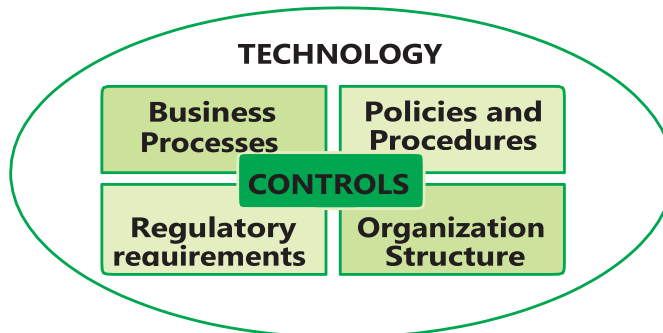 TECHNOLOGY
Business
Processes
Policies and
Procedures
CONTROLS
Regulatory
requirements
Organization
Structure